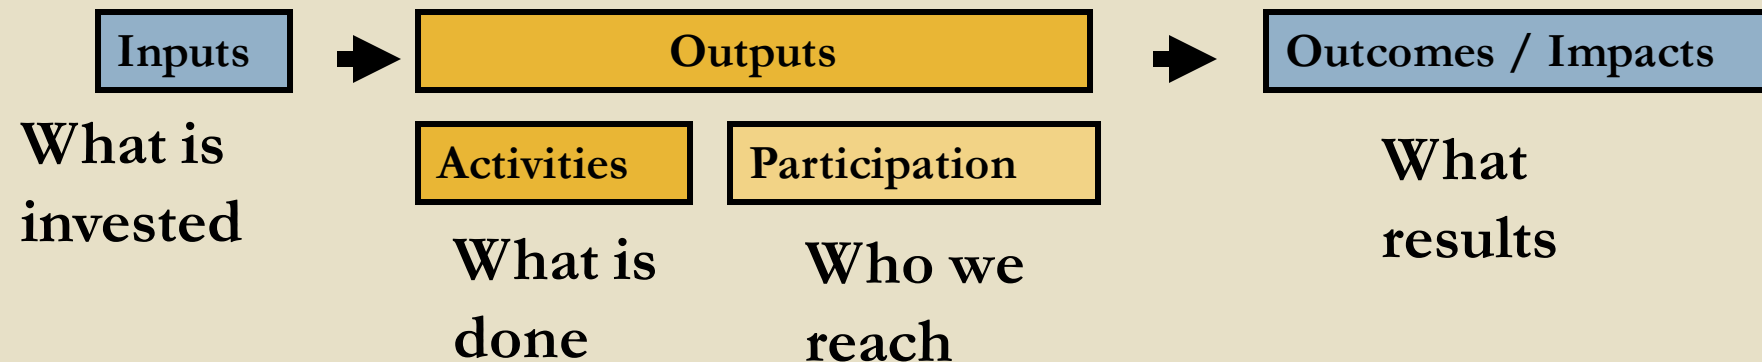 Inputs
Outputs
Outcomes / Impacts
What is
invested
Activities
Participation
What is
done
Who we
reach
What
results